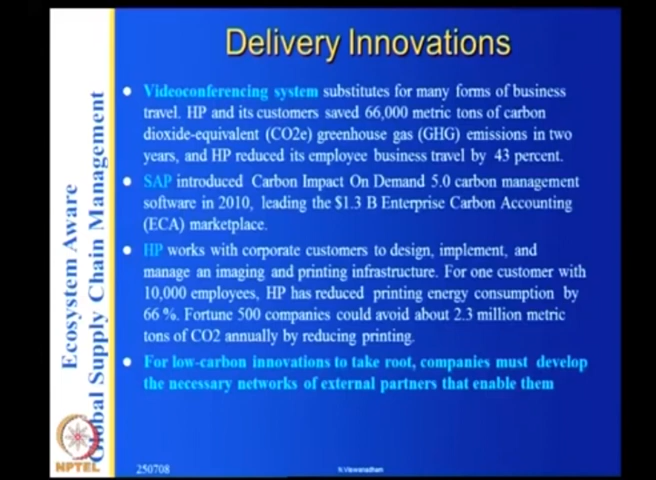 Delivery Innovations
Videoconferencing system substitutes for many forms of business
travel. HP and its customers saved 66,000 metric tons of carbon
dioxide-equivalent (CO2e) greenhouse gas (GHG) emissions in two
years, and HP reduced its employee business travel by 43 percent.
SAP introduced Carbon Impact On Demand 5.0 carbon management
software in 2010, leading the $1.3 B Enterprise Carbon Accounting
(ECA) marketplace.
HP works with corporate customers to design, implement, and
manage an imaging and printing infrastructure. For one customer with
10,000 employees, HP has reduced printing energy consumption by
66 %. Fortune 500 companies could avoid about 2.3 million metric
tons of CO2 annually by reducing printing.
For low-carbon innovations to take root, companies must develop
the necessary networks of external partners that enable them
Ecosystem Aware
Global Supply Chain Management
NPTEL
250708
N.Viswanadham